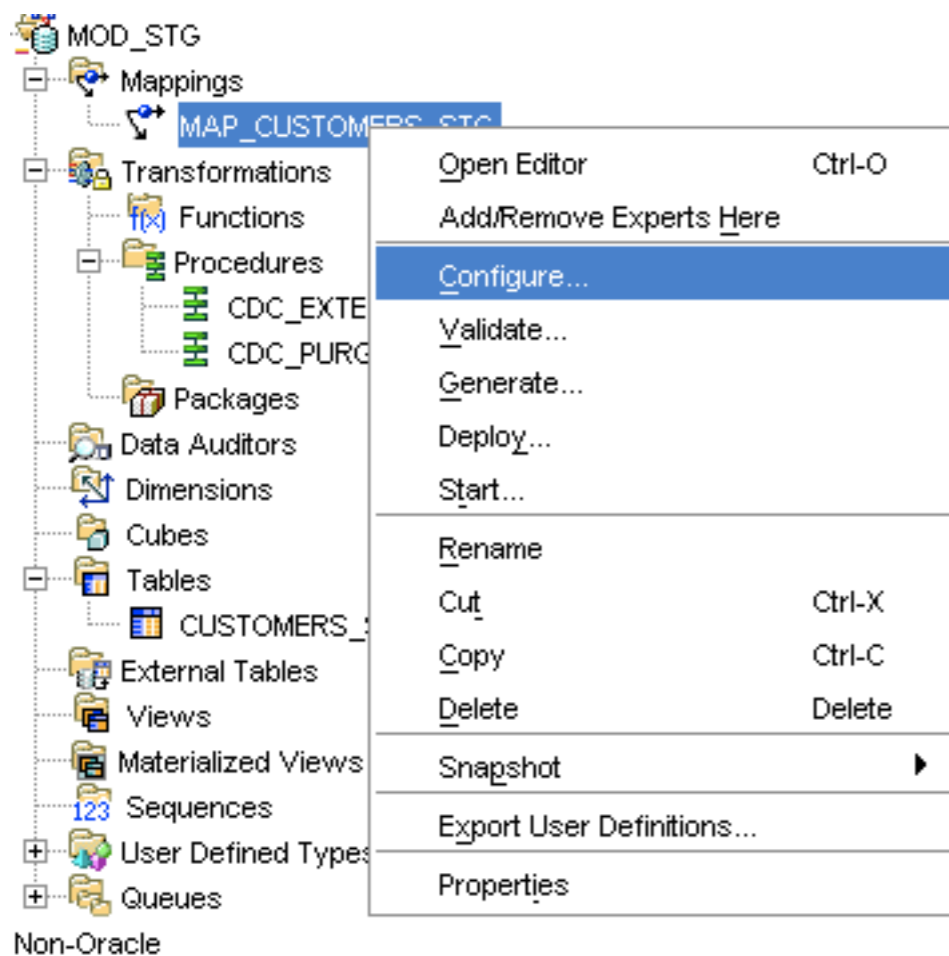 MOD_STG
Mappings
MAP_CUSTOMERS_STG
Transformations
f(x) Functions
Procedures
CDC_EXTE
CDC_PURG
Packages
Data Auditors
Dimensions
Cubes
Tables
CUSTOMERS_
External Tables
Views
Materialized Views
123 Sequences
User Defined Types
Queues
Non-Oracle
Open Editor Ctrl-O
Add/Remove Experts Here
Configure...
Validate...
Generate...
Deploy...
Start...
Rename
Cut Ctrl-X
Copy Ctrl-C
Delete Delete
Snapshot
Export User Definitions...
Properties